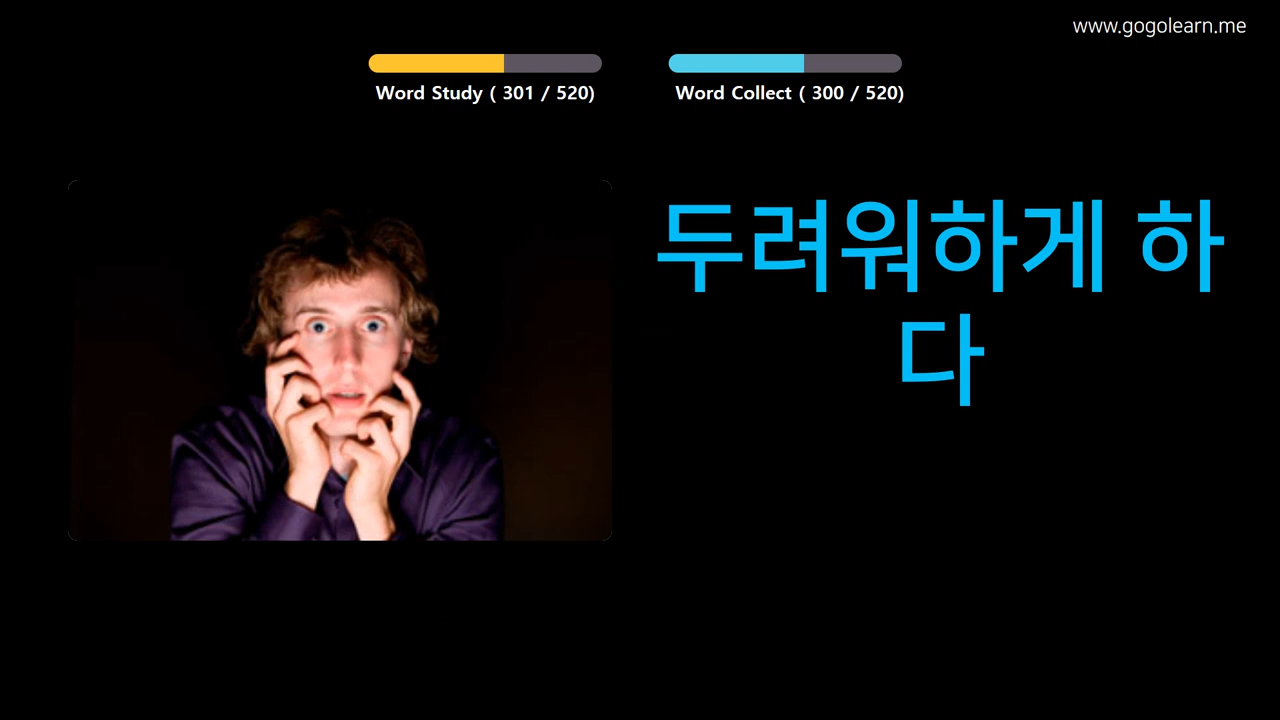 www.gogolearn.me
Word Study ( 301 / 520)
Word Collect ( 300 / 520)
두려워하게 하
다